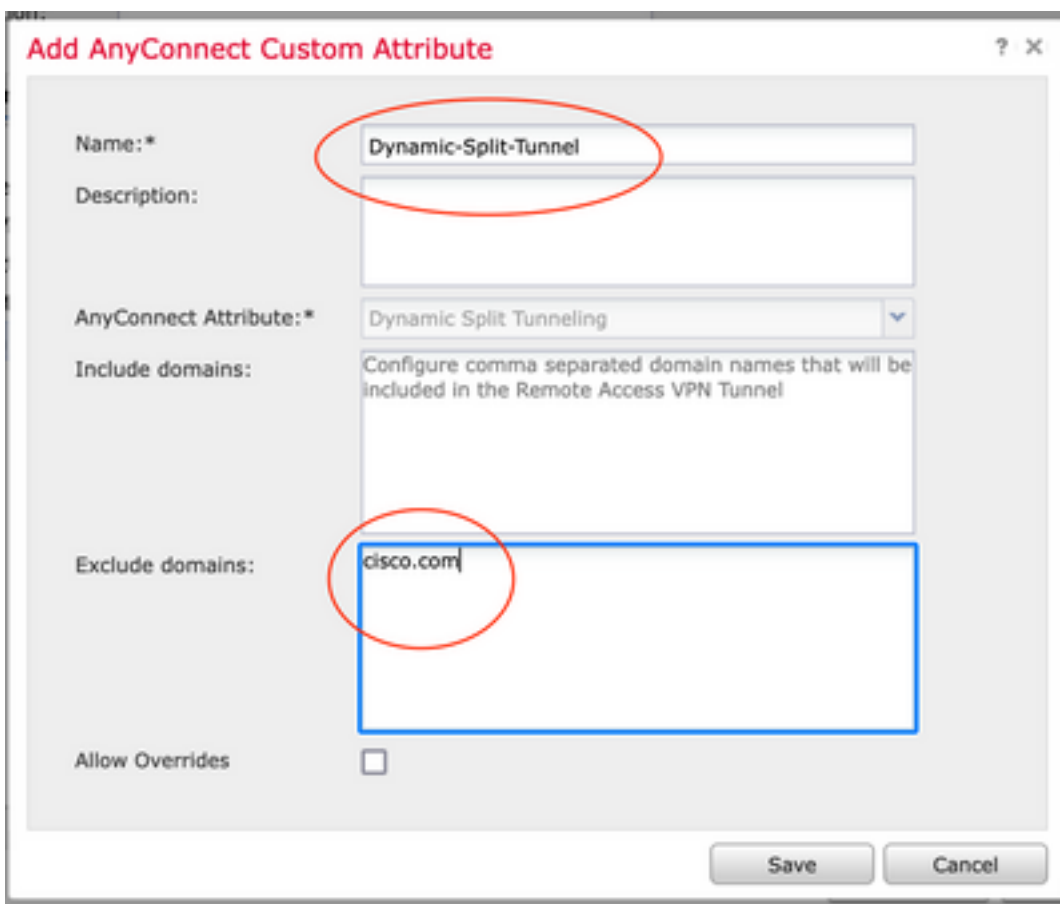 Add AnyConnect Custom Attribute ? X
Name:* Dynamic-Split-Tunnel
Description:
AnyConnect Attribute:* Dynamic Split Tunneling
Include domains: Configure comma separated domain names that will be
included in the Remote Access VPN Tunnel
Exclude domains: cisco.com
Allow Overrides
Save Cancel